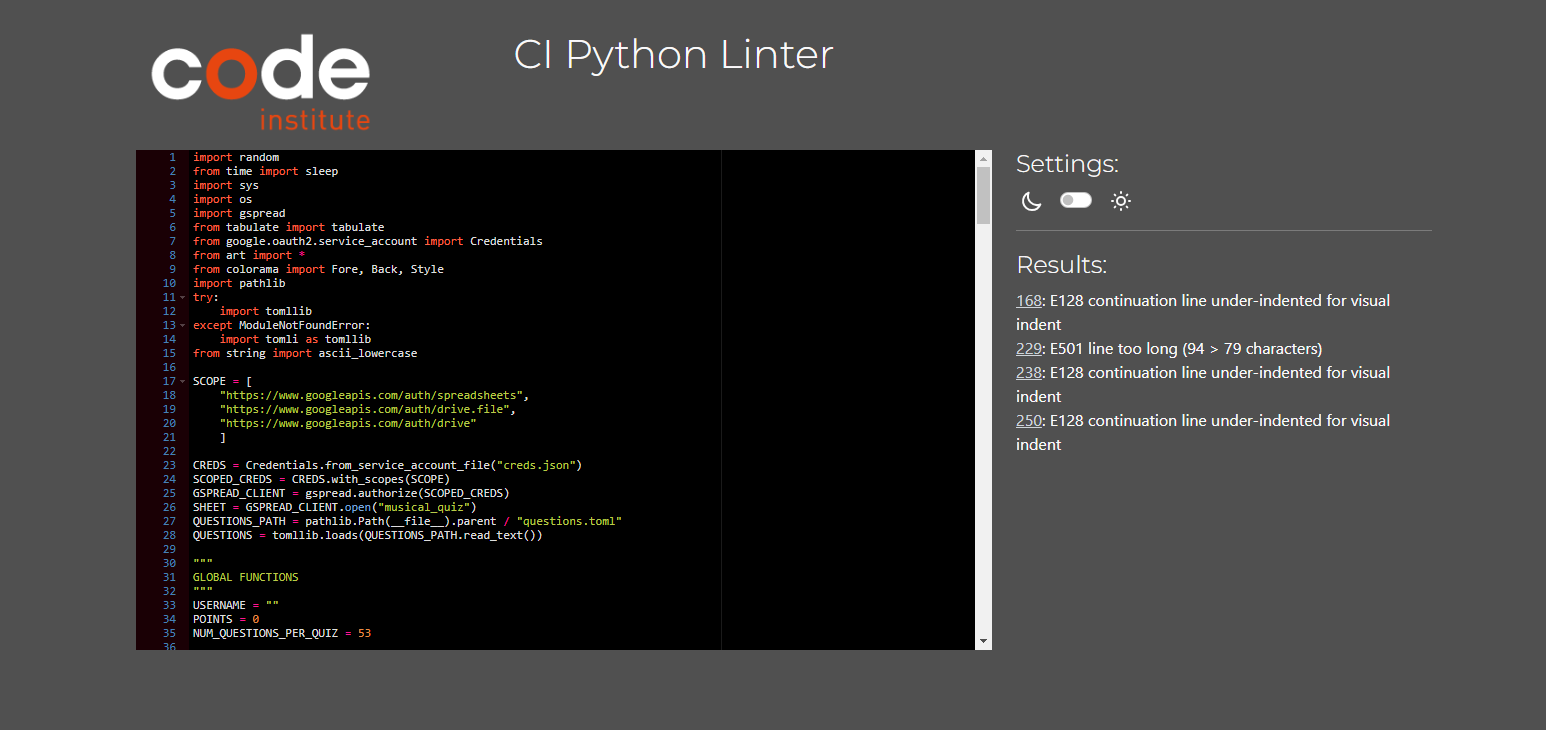 code
institute
CI Python Linter
1 import random
2 from time import sleep
3 import sys
4 import os
5 import gspread
6 from tabulate import tabulate
7 from google.oauth2.service_account import Credentials
8 from art import *
9 from colorama import Fore, Back, Style
10 import pathlib
11 try:
12     import tomllib
13 except ModuleNotFoundError:
14     import tomli as tomllib
15 from string import ascii_lowercase
16
17 SCOPE = [
18     "https://www.googleapis.com/auth/spreadsheets",
19     "https://www.googleapis.com/auth/drive.file",
20     "https://www.googleapis.com/auth/drive"
21     ]
22
23 CREDS = Credentials.from_service_account_file("creds.json")
24 SCOPED_CREDS = CREDS.with_scopes(SCOPE)
25 GSPREAD_CLIENT = gspread.authorize(SCOPED_CREDS)
26 SHEET = GSPREAD_CLIENT.open("musical_quiz")
27 QUESTIONS_PATH = pathlib.Path(__file__).parent / "questions.toml"
28 QUESTIONS = tomllib.loads(QUESTIONS_PATH.read_text())
29
30 """
31 GLOBAL FUNCTIONS
32 """
33 USERNAME = ""
34 POINTS = 0
35 NUM_QUESTIONS_PER_QUIZ = 53
36
Settings:
Results:
168: E128 continuation line under-indented for visual
indent
229: E501 line too long (94 > 79 characters)
238: E128 continuation line under-indented for visual
indent
250: E128 continuation line under-indented for visual
indent